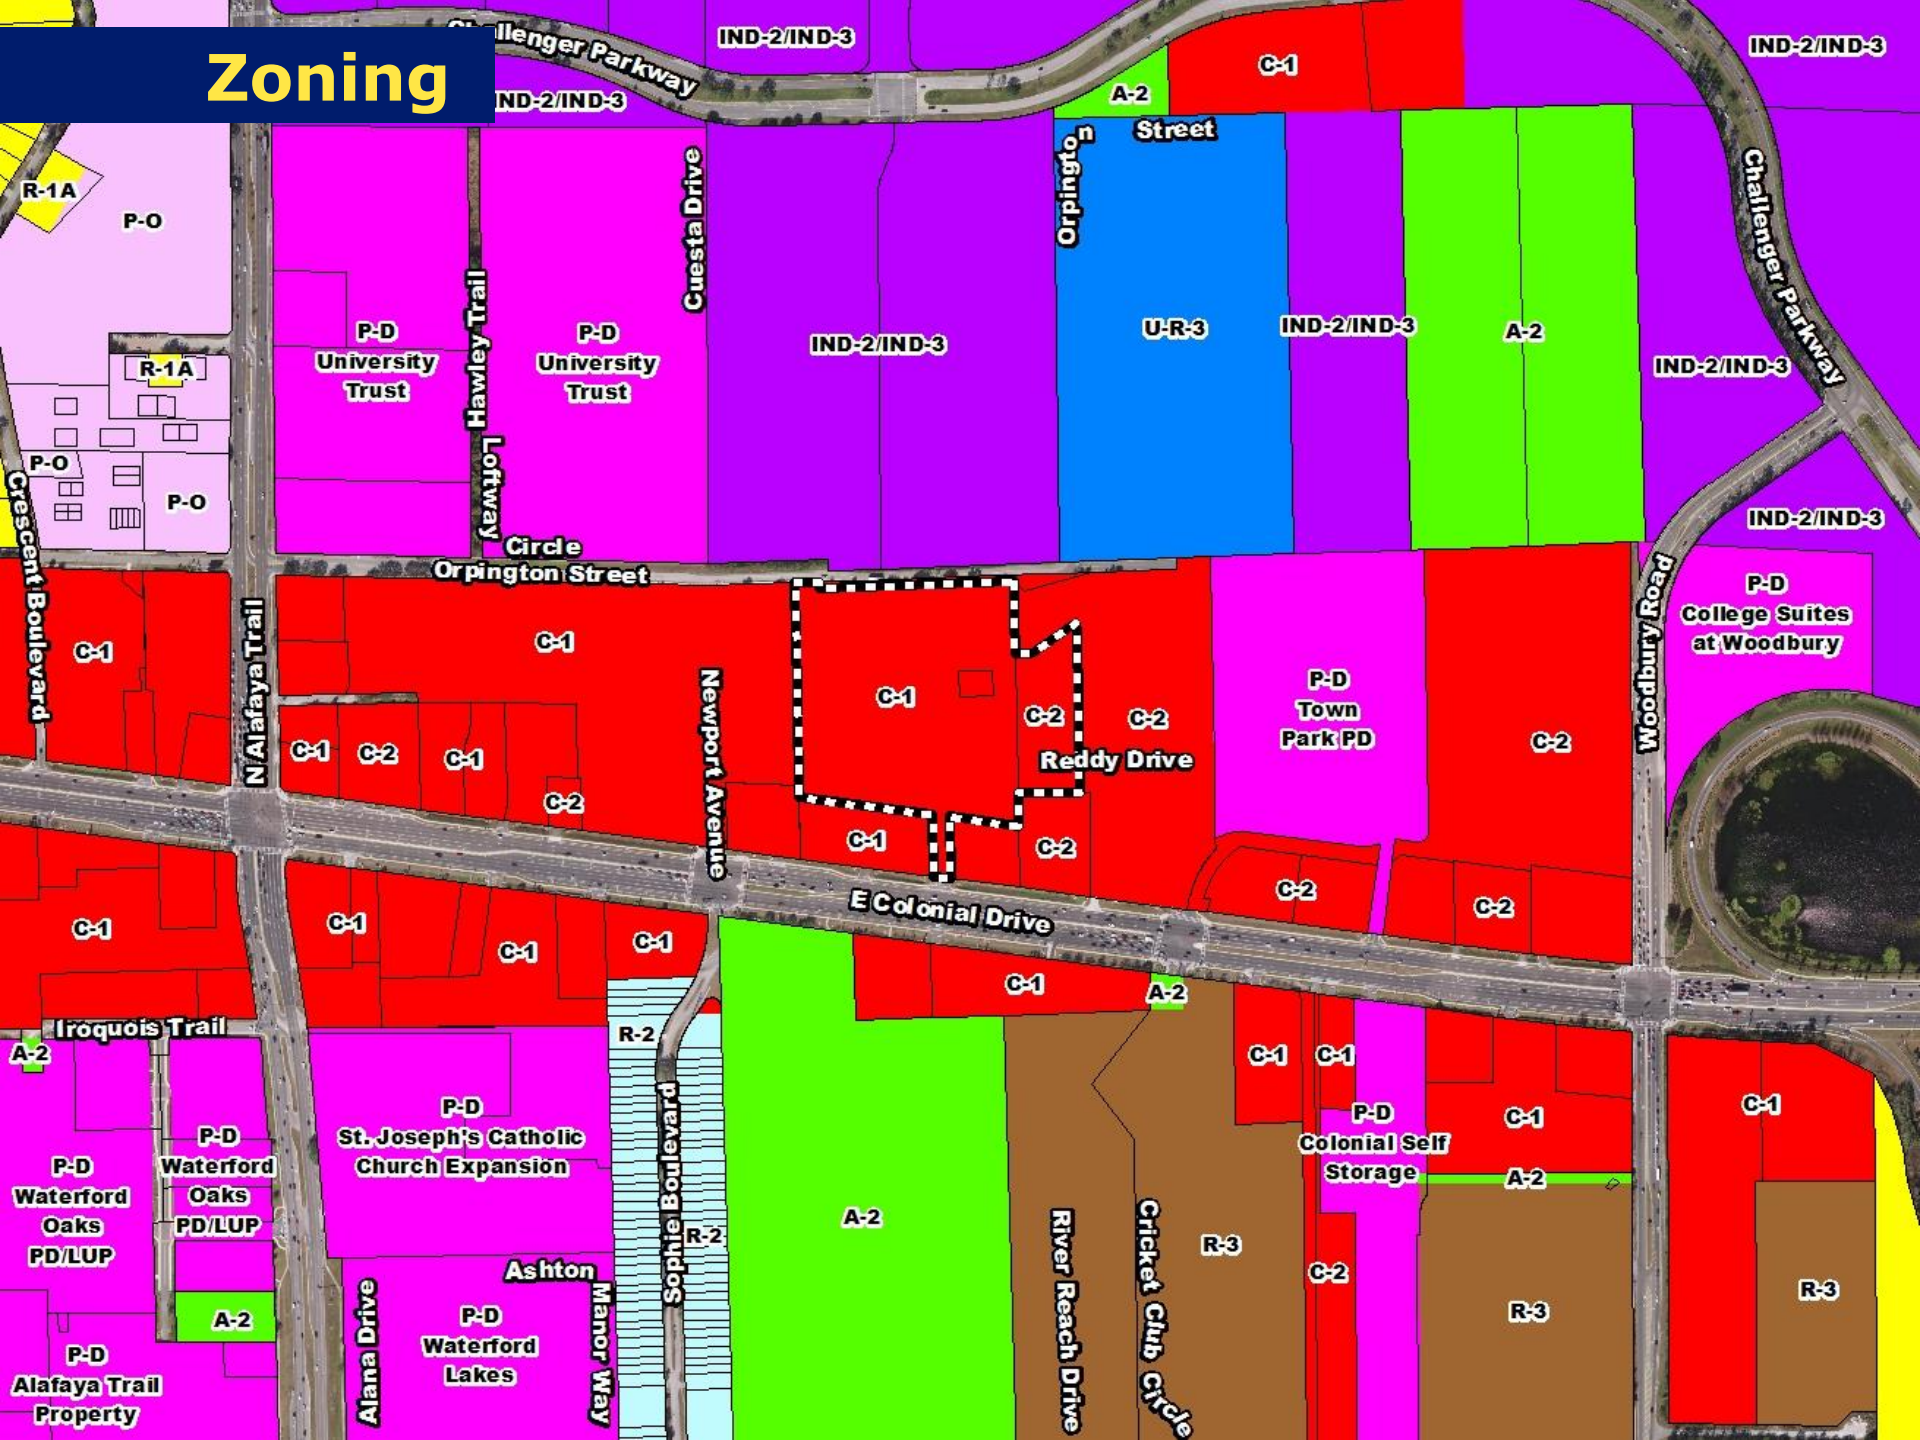 Zoning
Challenger Parkway
IND-2/IND-3
IND-2/IND-3
C-1
IND-2/IND-3
A-2
R-1A
P-O
Cuesta Drive
Orpington
Street
Challenger Parkway
P-D
University
Trust
Hawley Trail
P-D
University
Trust
IND-2/IND-3
U-R-3
IND-2/IND-3
A-2
IND-2/IND-3
R-1A
P-O
P-O
Loftway
Circle
Crescent Boulevard
IND-2/IND-3
Orpington Street
P-D
College Suites
at Woodbury
Woodbury Road
C-1
N Alafaya Trail
C-1
Newport Avenue
C-1
C-2
C-2
P-D
Town
Park PD
C-2
C-1
C-2
C-1
Reddy Drive
C-2
C-1
C-2
C-2
C-2
E Colonial Drive
C-1
C-1
C-1
C-1
C-1
A-2
Iroquois Trail
A-2
R-2
C-1
C-1
P-D
Waterford
Oaks
PD/LUP
P-D
Waterford
Oaks
PD/LUP
P-D
St. Joseph's Catholic
Church Expansion
Sophie Boulevard
R-2
A-2
River Reach Drive
Cricket Club Circle
R-3
P-D
Colonial Self
Storage
C-1
C-1
A-2
C-2
R-3
R-3
A-2
Ashton
Manor Way
Alana Drive
P-D
Waterford
Lakes
P-D
Alafaya Trail
Property